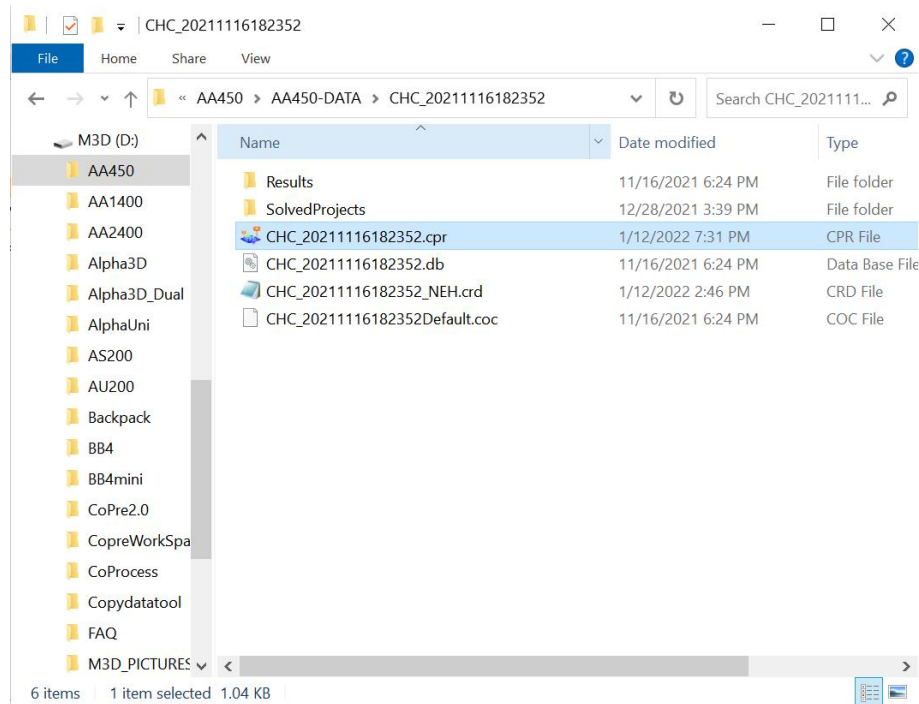 CHC_20211116182352
File Home Share View
« AA450 > AA450-DATA > CHC_20211116182352
Search CHC_2021111...
M3D (D:)
AA450
AA1400
AA2400
Alpha3D
Alpha3D_Dual
AlphaUni
AS200
AU200
Backpack
BB4
BB4mini
CoPre2.0
CopreWorkSpa
CoProcess
Copydatatool
FAQ
M3D_PICTURES
Name Date modified Type
Results 11/16/2021 6:24 PM File folder
SolvedProjects 12/28/2021 3:39 PM File folder
CHC_20211116182352.cpr 1/12/2022 7:31 PM CPR File
CHC_20211116182352.db 11/16/2021 6:24 PM Data Base File
CHC_20211116182352_NEH.crd 1/12/2022 2:46 PM CRD File
CHC_20211116182352Default.coc 11/16/2021 6:24 PM COC File
6 items 1 item selected 1.04 KB